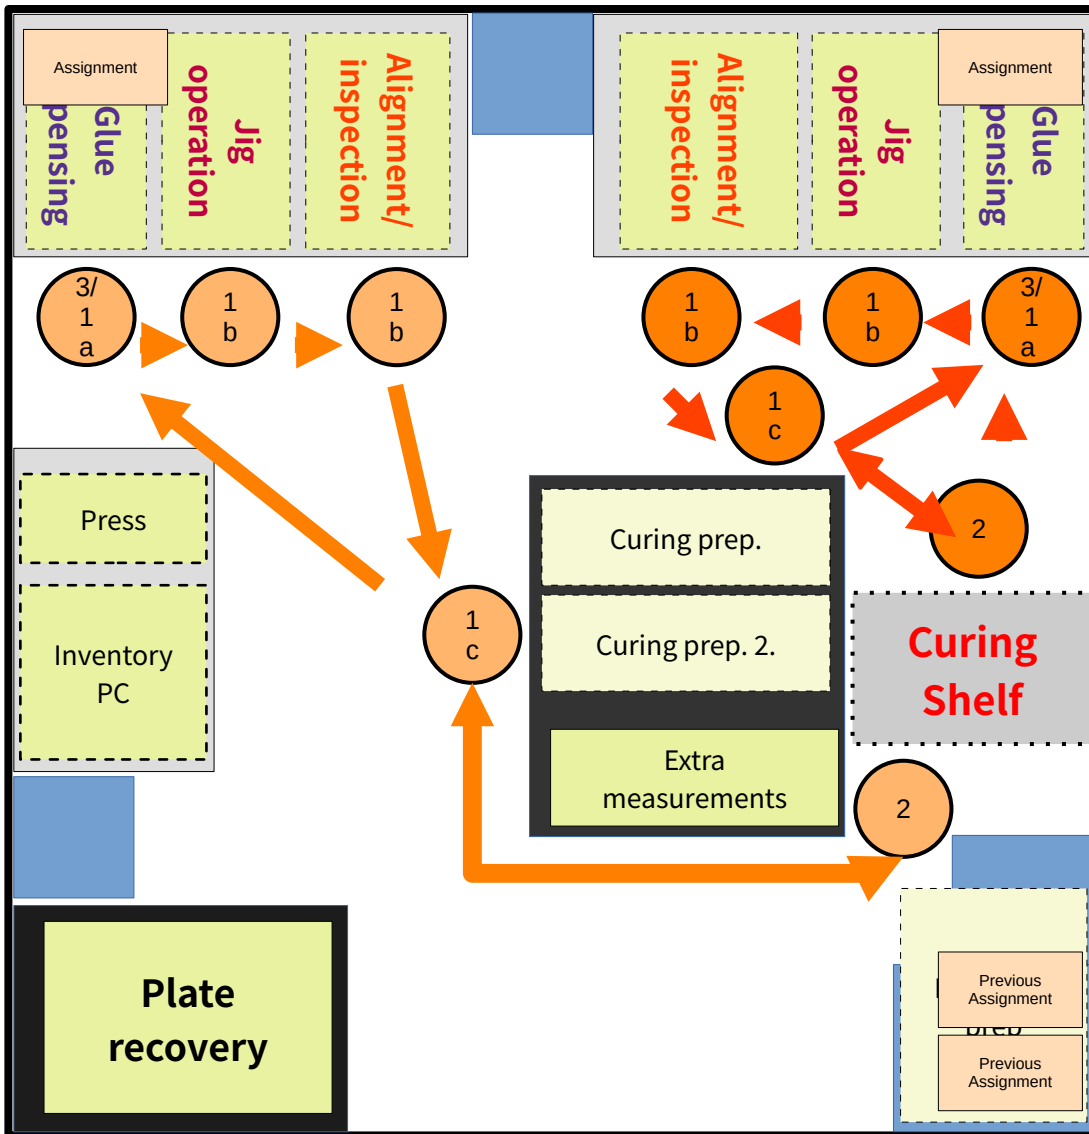 Assignment
Glue
pensing
Jig
operation
Alignment/
inspection
Alignment/
inspection
Jig
operation
Assignment
Glue
pensing
3/
1
a
1
b
1
b
1
b
1
b
3/
1
a
1
c
2
Press
Inventory
PC
1
c
Curing prep.
Curing prep. 2.
Extra
measurements
Curing
Shelf
2
Plate
recovery
Previous
Assignment
prep
Previous
Assignment